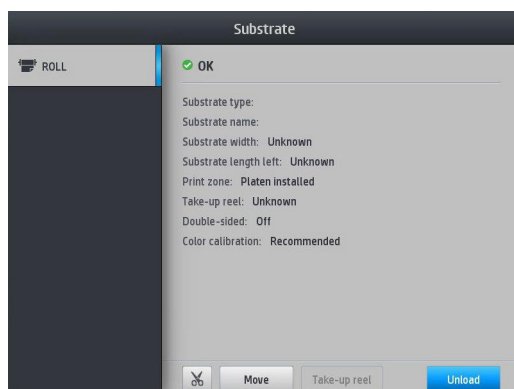 Substrate
ROLL
OK
Substrate type:
Substrate name:
Substrate width: Unknown
Substrate length left: Unknown
Print zone: Platen installed
Take-up reel: Unknown
Double-sided: Off
Color calibration: Recommended
Move
Take-up reel
Unload